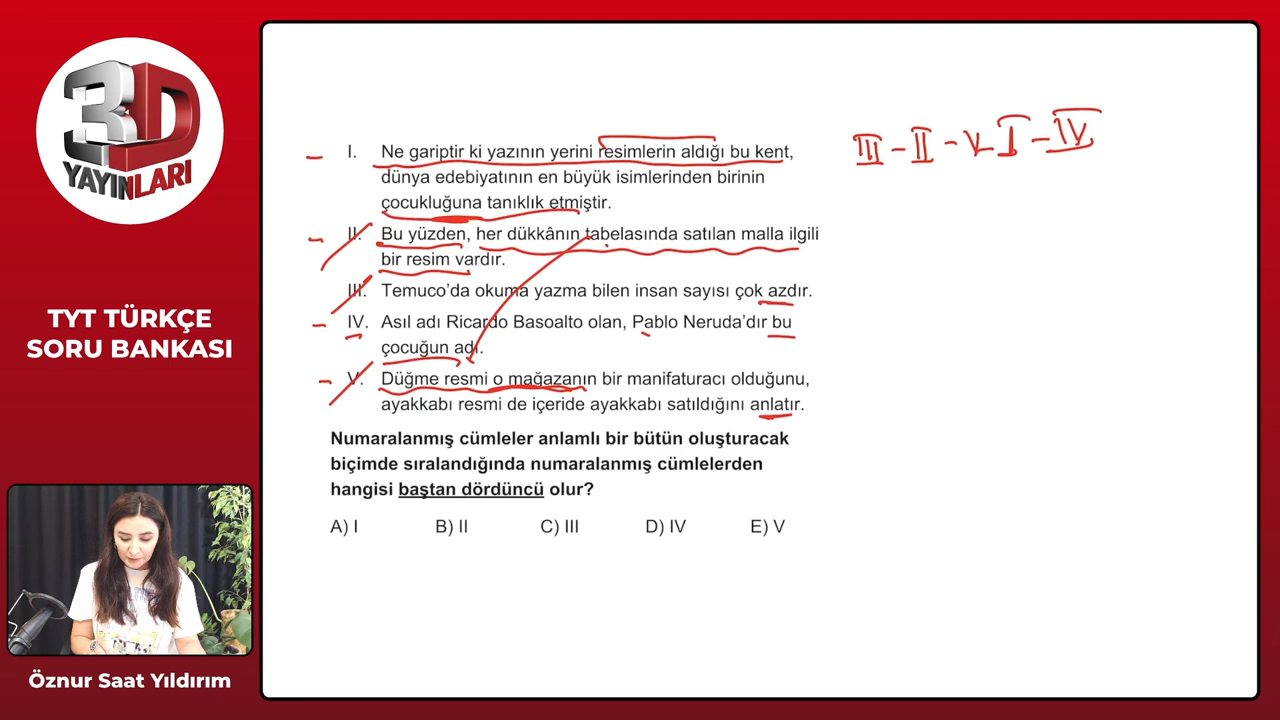 3D
YAYINLARI
TYT TÜRKÇE
SORU BANKASI
Öznur Saat Yıldırım
I. Ne gariptir ki yazının yerini resimlerin aldığı bu kent,
dünya edebiyatının en büyük isimlerinden birinin
çocukluğuna tanıklık etmiştir.
II. Bu yüzden, her dükkânın tabelasında satılan malla ilgili
bir resim vardır.
III. Temuco'da okuma yazma bilen insan sayısı çok azdır.
IV. Asıl adı Ricardo Basoalto olan, Pablo Neruda'dır bu
çocuğun adı.
V. Düğme resmi o mağazanın bir manifaturacı olduğunu,
ayakkabı resmi de içeride ayakkabı satıldığını anlatır.
Numaralanmış cümleler anlamlı bir bütün oluşturacak
biçimde sıralandığında numaralanmış cümlelerden
hangisi baştan dördüncü olur?
A) I B) II C) III D) IV E) V
III - II - V - I - IV